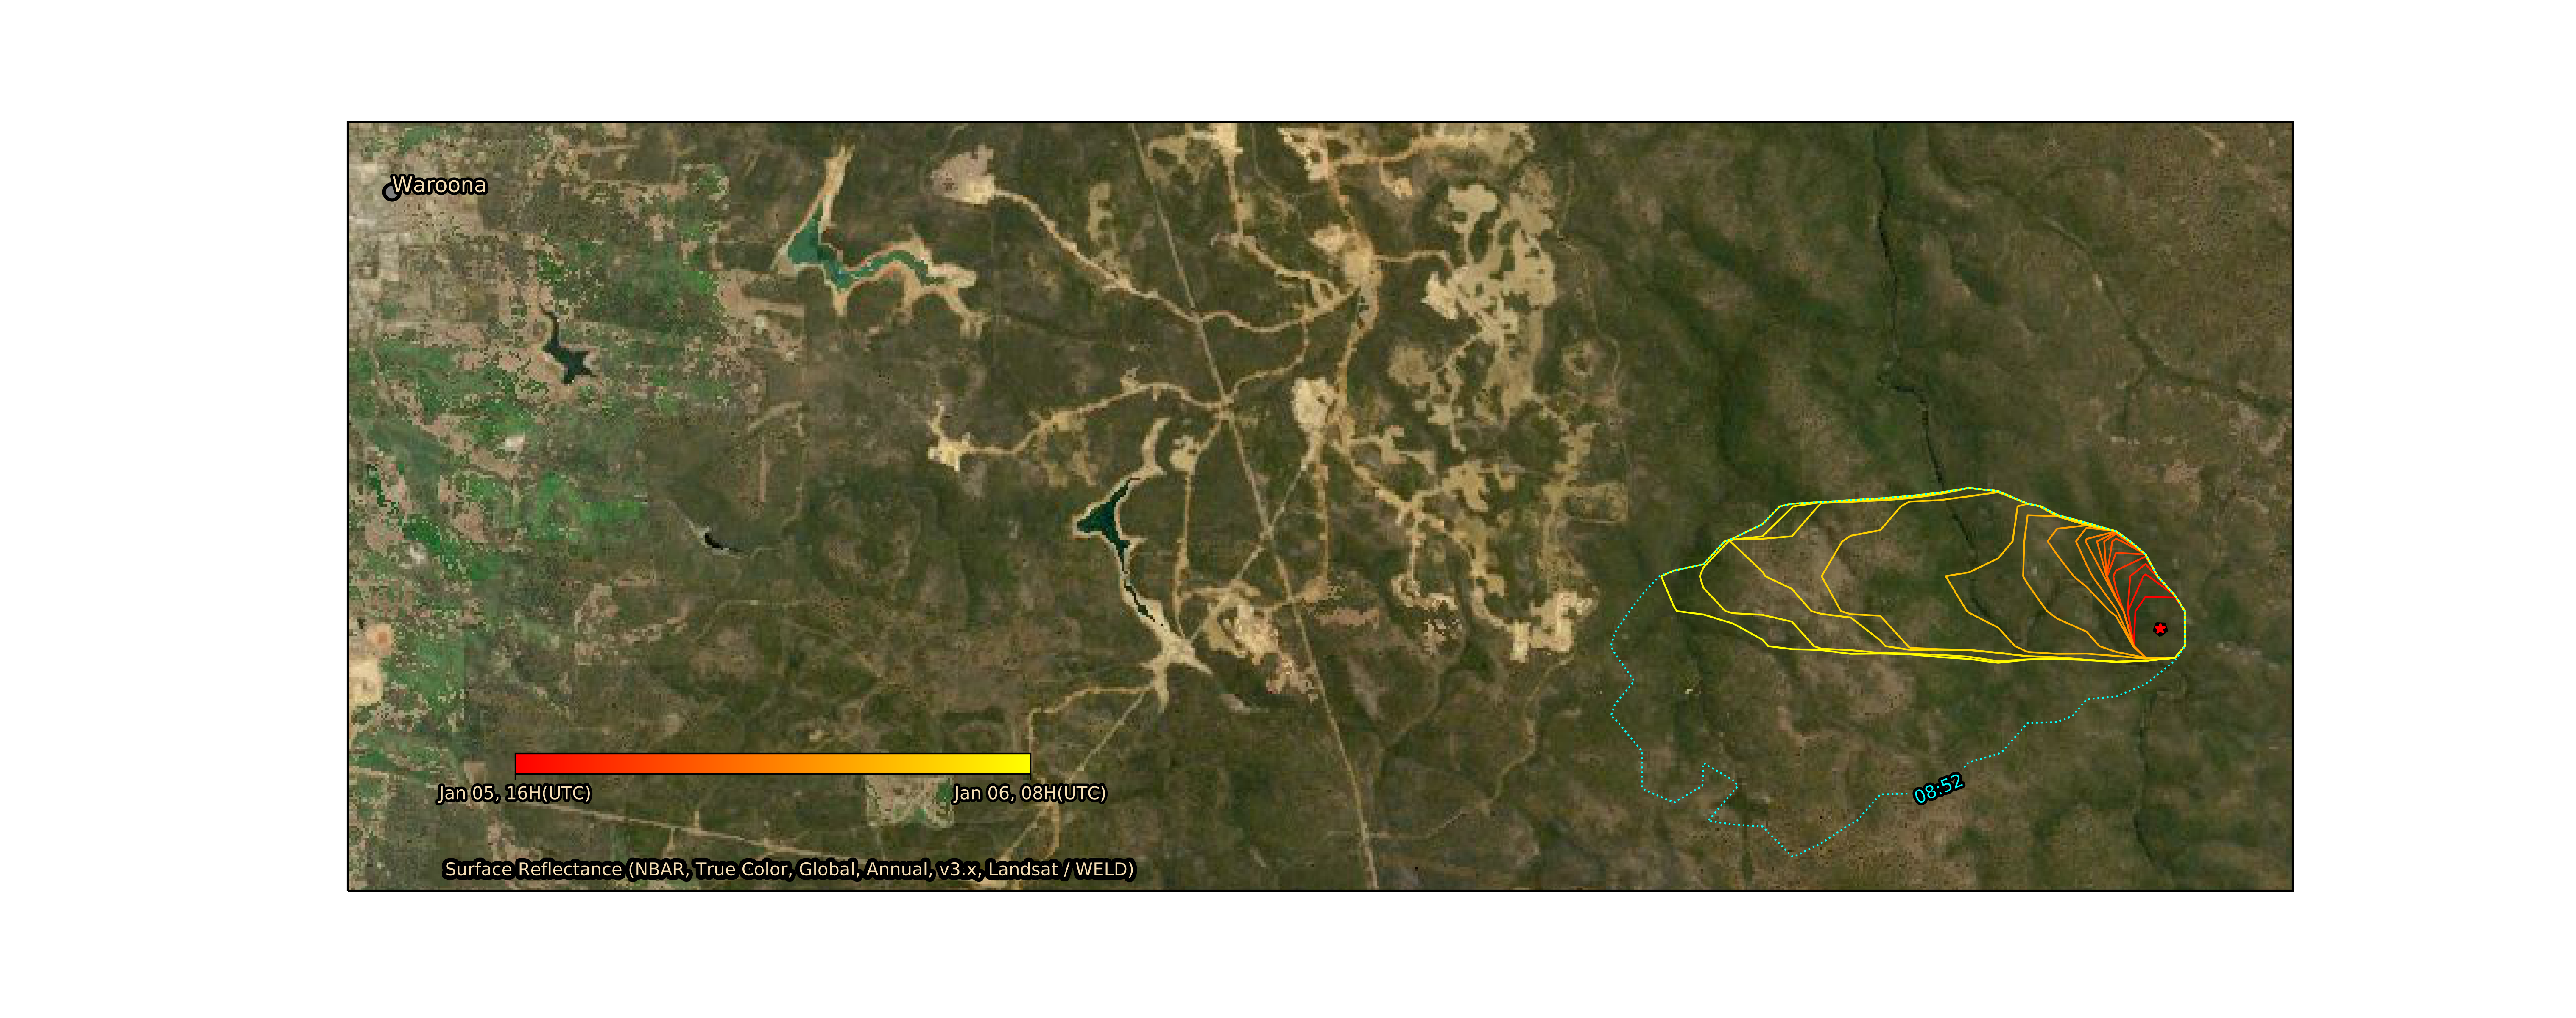 Waroona
08:52
Jan 05, 16H(UTC) Jan 06, 08H(UTC)
Surface Reflectance (NBAR, True Color, Global, Annual, v3.x, Landsat / WELD)